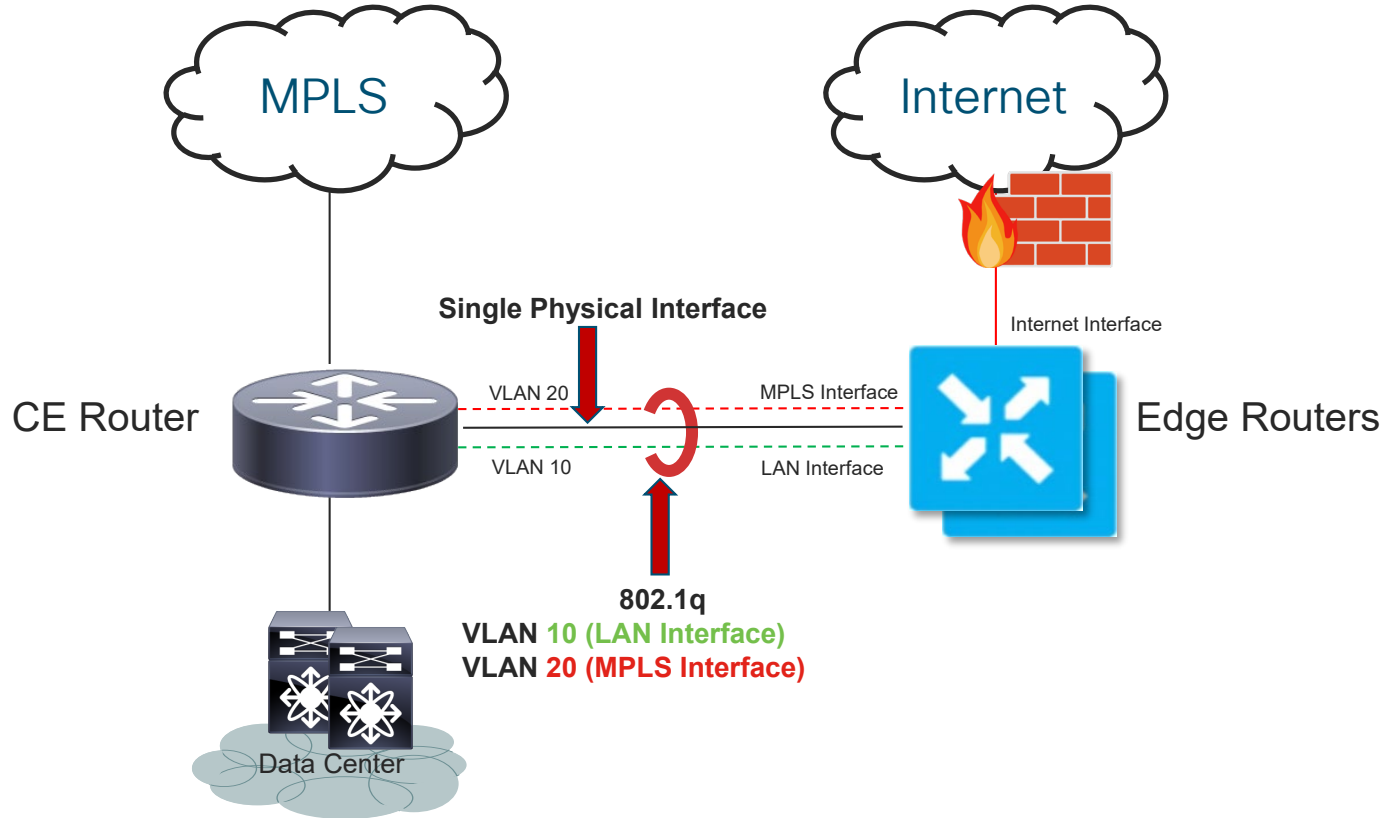 MPLS
Internet
Single Physical Interface
Internet Interface
VLAN 20
MPLS Interface
CE Router
Edge Routers
VLAN 10
LAN Interface
802.1q
VLAN 10 (LAN Interface)
VLAN 20 (MPLS Interface)
Data Center